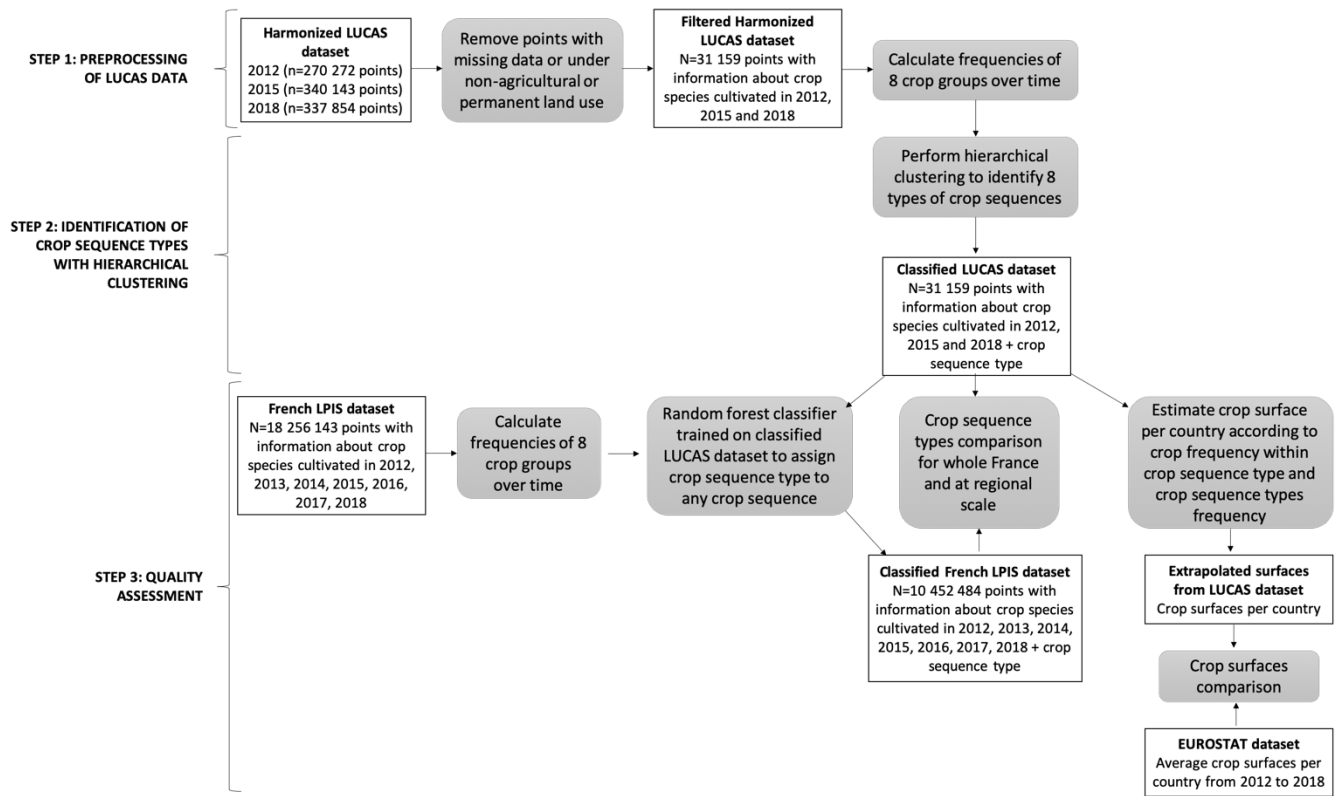 STEP 1: PREPROCESSING
OF LUCAS DATA
Harmonized LUCAS
dataset
2012 (n=270 272 points)
2015 (n=340 143 points)
2018 (n=337 854 points)
Remove points with
missing data or under
non-agricultural or
permanent land use
Filtered Harmonized
LUCAS dataset
N=31 159 points with
information about crop
species cultivated in 2012,
2015 and 2018
Calculate frequencies of
8 crop groups over time
STEP 2: IDENTIFICATION OF
CROP SEQUENCE TYPES
WITH HIERARCHICAL
CLUSTERING
Perform hierarchical
clustering to identify 8
types of crop sequences
Classified LUCAS dataset
N=31 159 points with
information about crop
species cultivated in 2012,
2015 and 2018 + crop
sequence type
STEP 3: QUALITY
ASSESSMENT
French LPIS dataset
N=18 256 143 points with
information about crop
species cultivated in 2012,
2013, 2014, 2015, 2016,
2017, 2018
Calculate
frequencies of 8
crop groups
over time
Random forest classifier
trained on classified
LUCAS dataset to assign
crop sequence type to
any crop sequence
Crop sequence
types comparison
for whole France
and at regional
scale
Estimate crop surface
per country according to
crop frequency within
crop sequence type and
crop sequence types
frequency
Classified French LPIS dataset
N=10 452 484 points with
information about crop species
cultivated in 2012, 2013, 2014,
2015, 2016, 2017, 2018 + crop
sequence type
Extrapolated surfaces
from LUCAS dataset
Crop surfaces per country
Crop surfaces
comparison
EUROSTAT dataset
Average crop surfaces per
country from 2012 to 2018